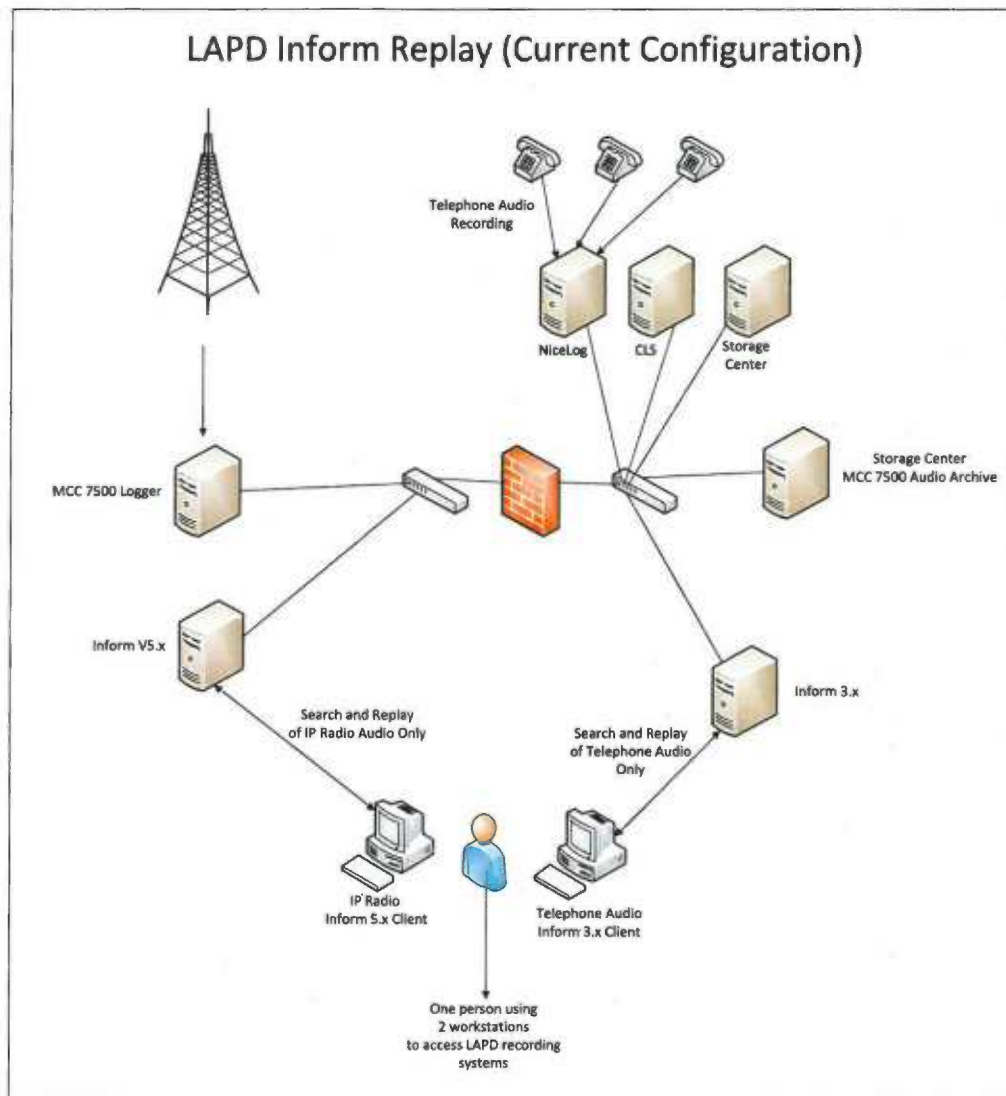 LAPD Inform Replay (Current Configuration)
Telephone Audio
Recording
NiceLog
CLS
Storage
Center
MCC 7500 Logger
Storage Center
MCC 7500 Audio Archive
Inform V5.x
Inform 3.x
Search and Replay
of IP Radio Audio Only
Search and Replay
of Telephone Audio
Only
IP Radio
Inform 5.x Client
Telephone Audio
Inform 3.x Client
One person using
2 workstations
to access LAPD recording
systems